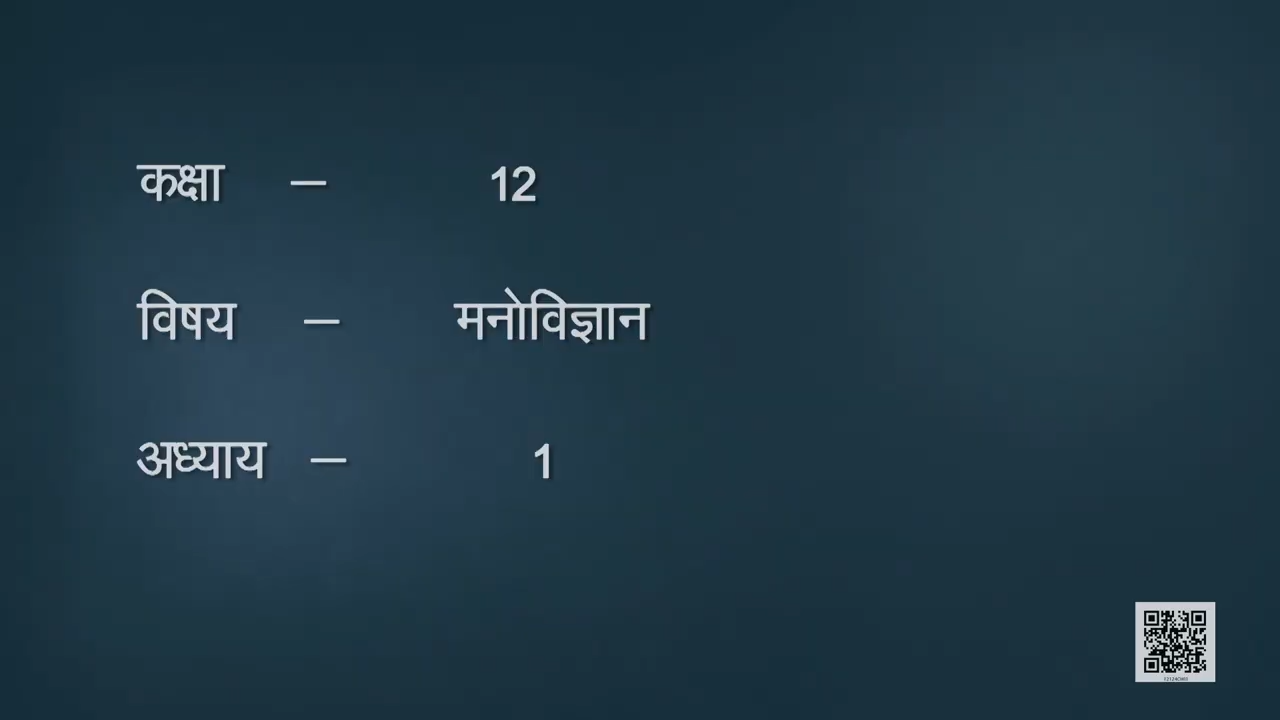 कक्षा – 12
विषय – मनोविज्ञान
अध्याय – 1